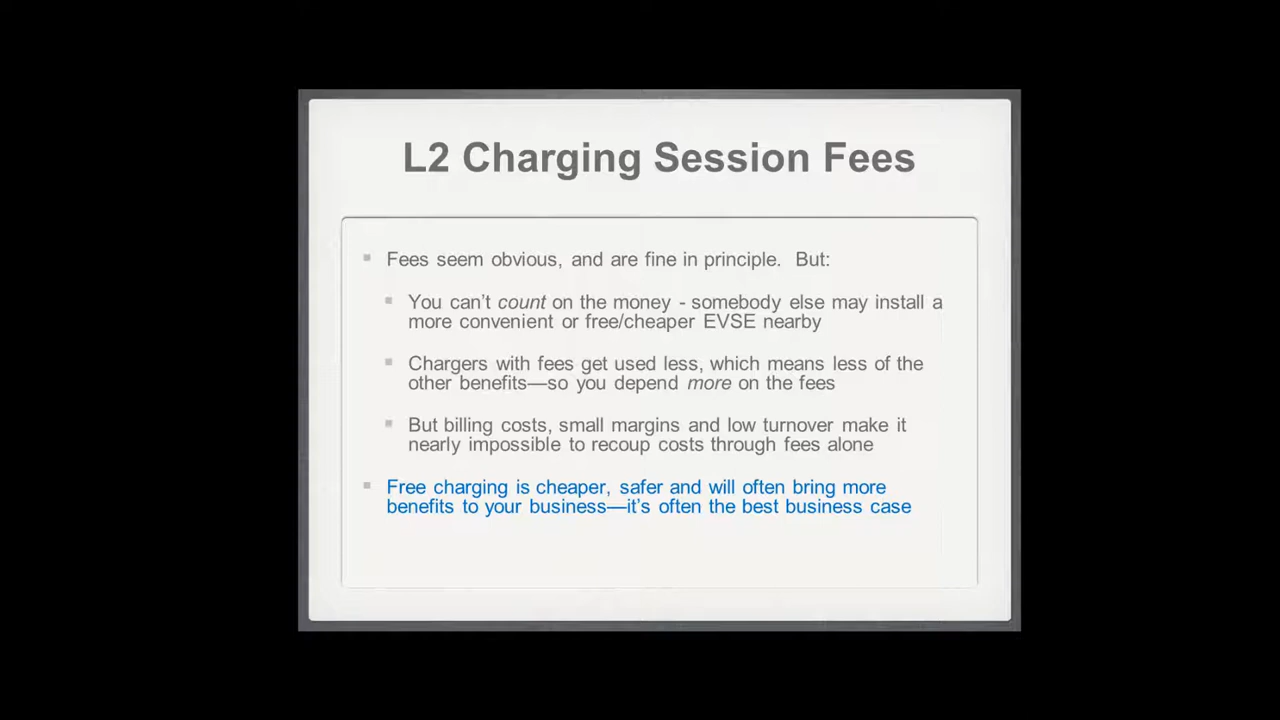 L2 Charging Session Fees
Fees seem obvious, and are fine in principle.  But:
You can’t count on the money - somebody else may install a
more convenient or free/cheaper EVSE nearby
Chargers with fees get used less, which means less of the
other benefits—so you depend more on the fees
But billing costs, small margins and low turnover make it
nearly impossible to recoup costs through fees alone
Free charging is cheaper, safer and will often bring more
benefits to your business—it’s often the best business case